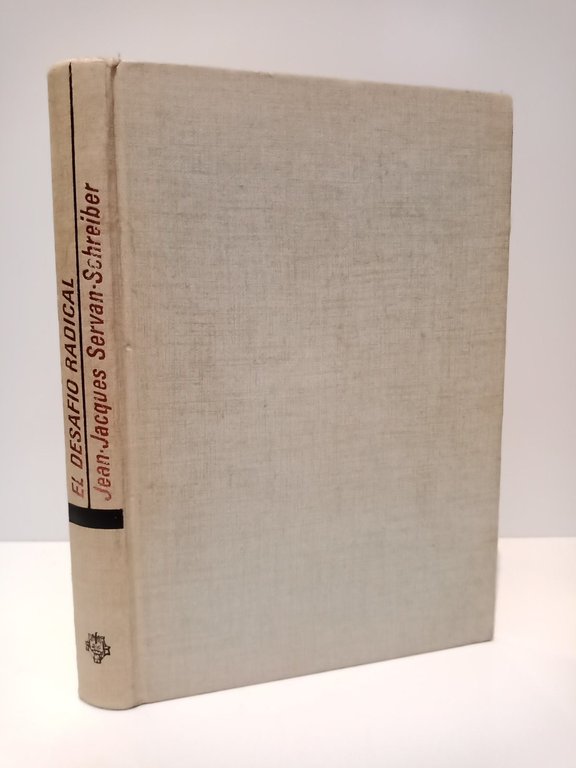 EL DESAFIO RADICAL
Jean-Jacques Servan-Schreiber